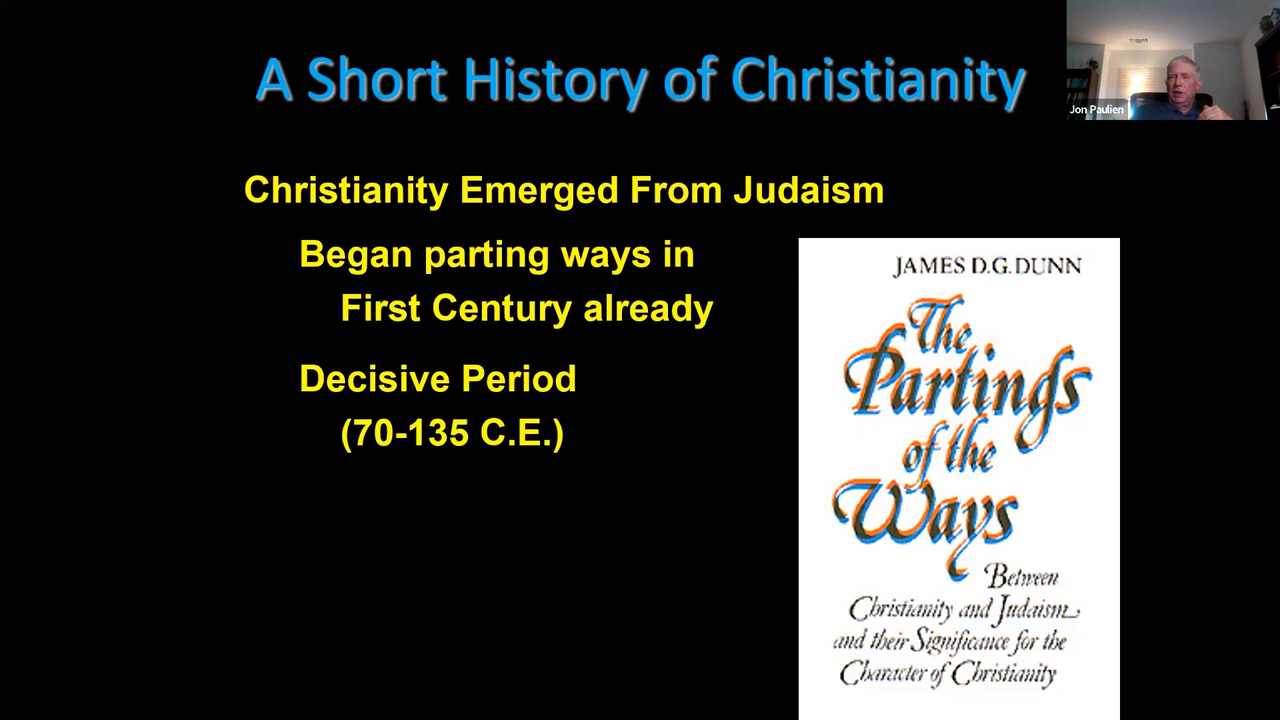 A Short History of Christianity
Jon Paulien
Christianity Emerged From Judaism
Began parting ways in
First Century already
Decisive Period
(70-135 C.E.)
JAMES D.G. DUNN
The
Partings
of the
Ways
Between
Christianity and Judaism
and their Significance for the
Character of Christianity